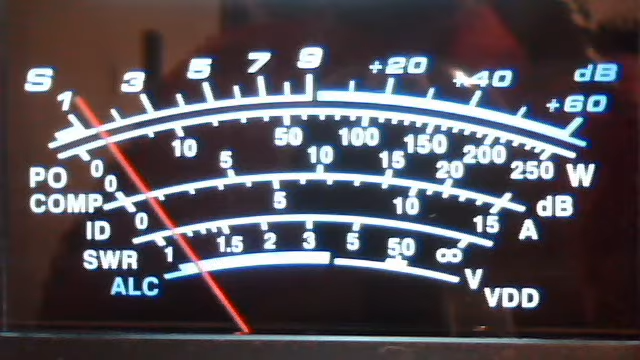 S 1 3 5 7 9 +20 +40 +60 dB
PO 0 10 50 100 150 200 250 W
COMP 0 5 10 15 20 dB
ID 0 5 10 15 A
SWR 1 1.5 2 3 5 50 ∞ V
ALC VDD